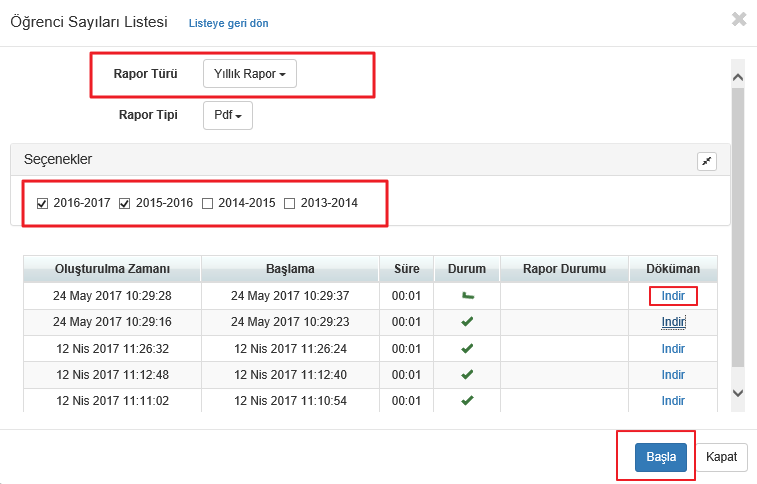 Öğrenci Sayıları Listesi Listeye geri dön
Rapor Türü Yıllık Rapor
Rapor Tipi Pdf
Seçenekler
2016-2017 2015-2016 2014-2015 2013-2014
Oluşturulma Zamanı Başlama Süre Durum Rapor Durumu Döküman
24 May 2017 10:29:28 24 May 2017 10:29:37 00:01 Indir
24 May 2017 10:29:16 24 May 2017 10:29:23 00:01 Indir
12 Nis 2017 11:26:32 12 Nis 2017 11:26:24 00:01 Indir
12 Nis 2017 11:12:48 12 Nis 2017 11:12:40 00:01 Indir
12 Nis 2017 11:11:02 12 Nis 2017 11:10:54 00:01 Indir
Başla Kapat